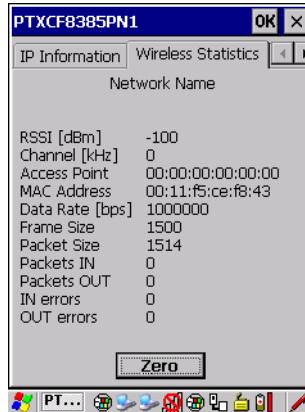 PTXCF8385PN1 OK ×
IP Information Wireless Statistics
Network Name
RSSI [dBm] -100
Channel [kHz] 0
Access Point 00:00:00:00:00:00
MAC Address 00:11:f5:ce:f8:43
Data Rate [bps] 1000000
Frame Size 1500
Packet Size 1514
Packets IN 0
Packets OUT 0
IN errors 0
OUT errors 0
Zero
PT...